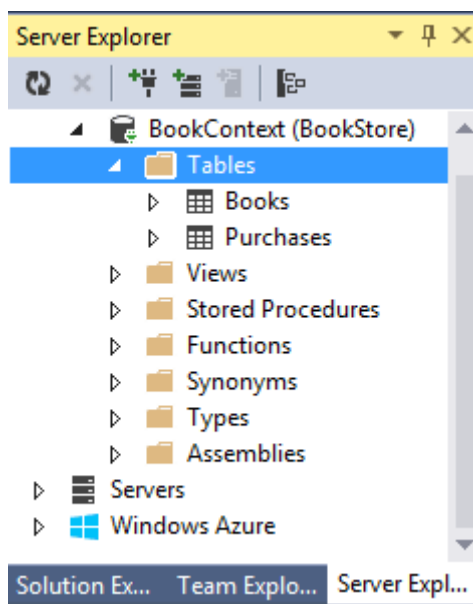 Server Explorer
BookContext (BookStore)
Tables
Books
Purchases
Views
Stored Procedures
Functions
Synonyms
Types
Assemblies
Servers
Windows Azure
Solution Ex... Team Explo... Server Expl...